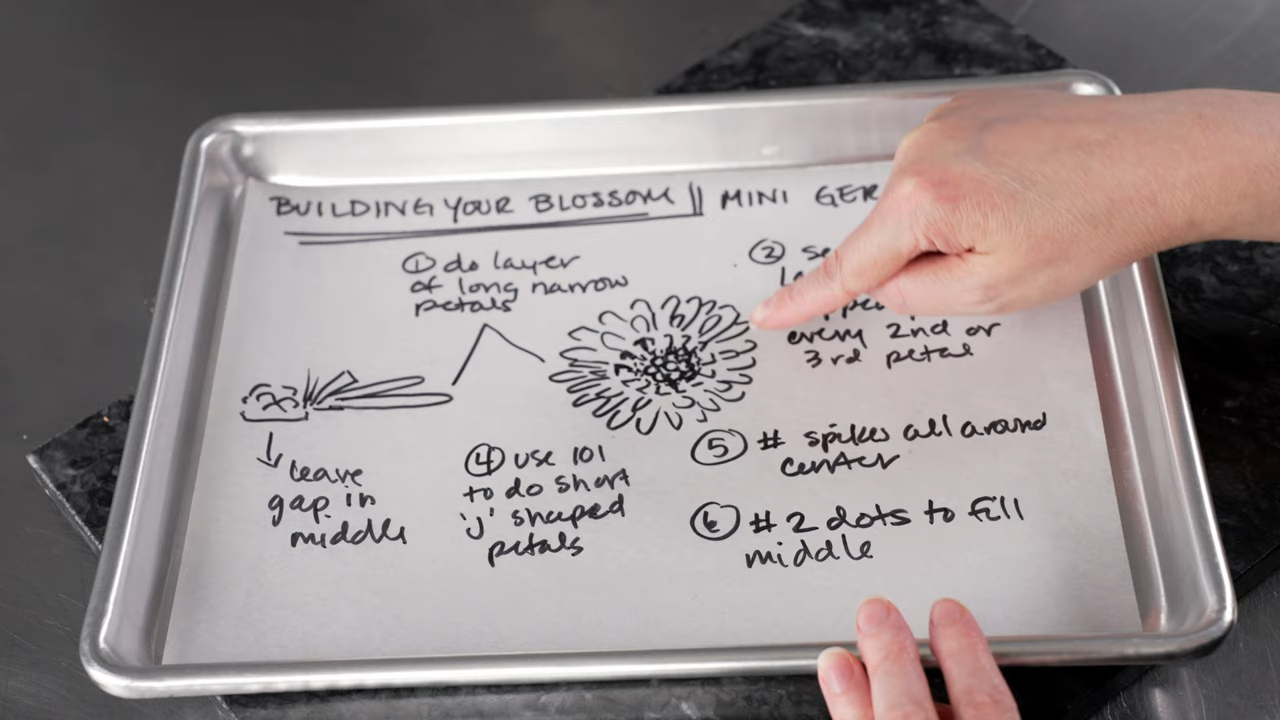 BUILDING YOUR BLOSSOM || MINI GER
① do layer
of long narrow
petals
②
every 2nd or
3rd petal
leave
gap in
middle
④ use 101
to do short
'J' shaped
petals
⑤ # spikes all around
center
⑥ # 2 dots to fill
middle